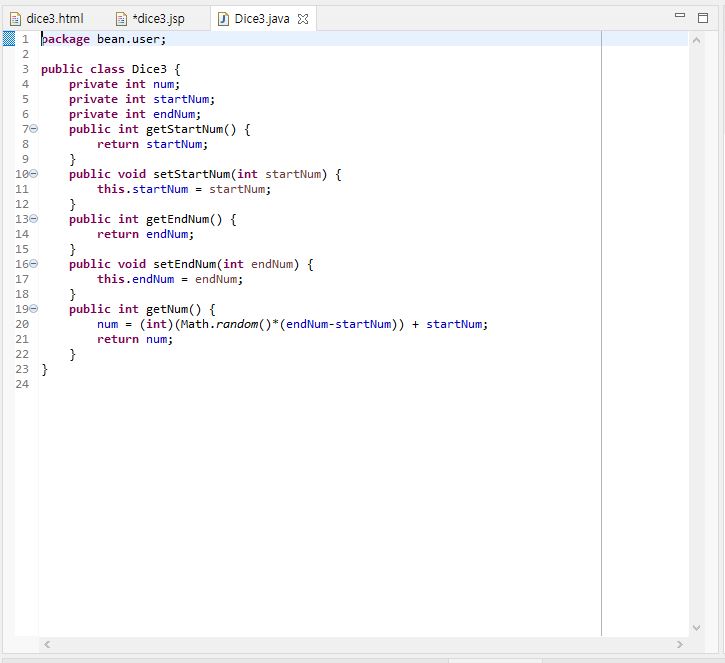 dice3.html *dice3.jsp Dice3.java
1 package bean.user;
2
3 public class Dice3 {
4     private int num;
5     private int startNum;
6     private int endNum;
7     public int getStartNum() {
8         return startNum;
9     }
10     public void setStartNum(int startNum) {
11         this.startNum = startNum;
12     }
13     public int getEndNum() {
14         return endNum;
15     }
16     public void setEndNum(int endNum) {
17         this.endNum = endNum;
18     }
19     public int getNum() {
20         num = (int)(Math.random()*(endNum-startNum)) + startNum;
21         return num;
22     }
23 }
24